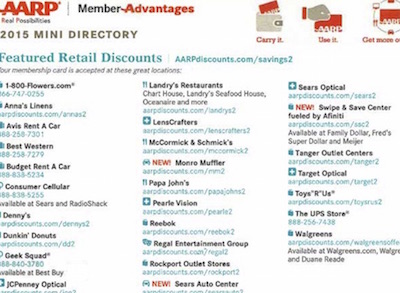 AARP
Real Possibilities
Member-Advantages
2015 MINI DIRECTORY
Carry it.
Use it.
Get more ou
Featured Retail Discounts | AARPdiscounts.com/savings2
Your membership card is accepted at these great locations:
1-800-Flowers.com®
866-747-0255
Anna's Linens
aarpdiscounts.com/annas2
Avis Rent A Car
888-258-7301
Best Western
888-258-7279
Budget Rent A Car
888-838-5234
Consumer Cellular
888-838-5255
Available at Sears and RadioShack
Denny's
aarpdiscounts.com/dennys2
Dunkin' Donuts
aarpdiscounts.com/dd2
Geek Squad®
888-840-3780
Available at Best Buy
JCPenney Optical
Landry's Restaurants
Chart House, Landry's Seafood House,
Oceanaire and more
aarpdiscounts.com/landrys2
LensCrafters
aarpdiscounts.com/lenscrafters2
McCormick & Schmick's
aarpdiscounts.com/mccormick2
NEW! Monro Muffler
aarpdiscounts.com/mm2
Papa John's
aarpdiscounts.com/papajohns2
Pearle Vision
aarpdiscounts.com/pearle2
Reebok
aarpdiscounts.com/reebok2
Regal Entertainment Group
aarpdiscounts.com/regal2
Rockport Outlet Stores
aarpdiscounts.com/rockport2
NEW! Sears Auto Center
Sears Optical
aarpdiscounts.com/sears2
NEW! Swipe & Save Center
fueled by Affiniti
aarpdiscounts.com/ssc2
Available at Family Dollar, Fred's
Super Dollar and Meijer
Tanger Outlet Centers
aarpdiscounts.com/tanger2
Target Optical
aarpdiscounts.com/target2
Toys"R"Us®
aarpdiscounts.com/toysarus2
The UPS Store®
888-256-7438
Walgreens
aarpdiscounts.com/walgreensoffe
Available at Walgreens.com, Walgree
and Duane Reade